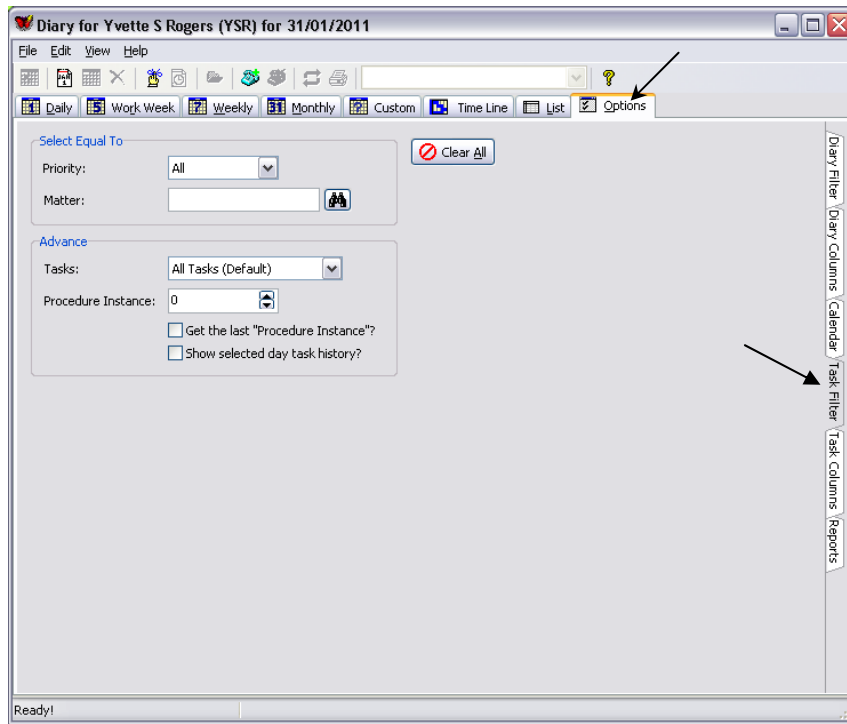 Diary for Yvette S Rogers (YSR) for 31/01/2011
File Edit View Help
Daily Work Week Weekly Monthly Custom Time Line List Options
Select Equal To
Priority: All
Matter:
Clear All
Advance
Tasks: All Tasks (Default)
Procedure Instance: 0
Get the last "Procedure Instance"?
Show selected day task history?
Diary Filter
Diary Columns
Calendar
Task Filter
Task Columns
Reports
Ready!